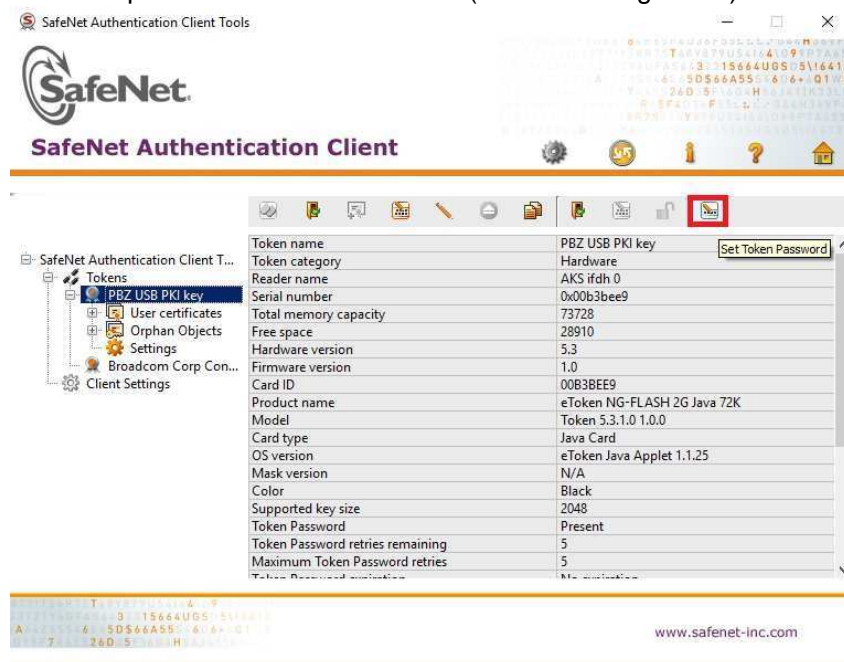 SafeNet Authentication Client Tools
SafeNet.
SafeNet Authentication Client
Set Token Password
SafeNet Authentication Client T...
Tokens
PBZ USB PKI key
User certificates
Orphan Objects
Settings
Broadcom Corp Con...
Client Settings
Token name PBZ USB PKI key
Token category Hardware
Reader name AKS ifdh 0
Serial number 0x00b3bee9
Total memory capacity 73728
Free space 28910
Hardware version 5.3
Firmware version 1.0
Card ID 00B3BEE9
Product name eToken NG-FLASH 2G Java 72K
Model Token 5.3.1.0 1.0.0
Card type Java Card
OS version eToken Java Applet 1.1.25
Mask version N/A
Color Black
Supported key size 2048
Token Password Present
Token Password retries remaining 5
Maximum Token Password retries 5
Token Password expiration No expiration
www.safenet-inc.com